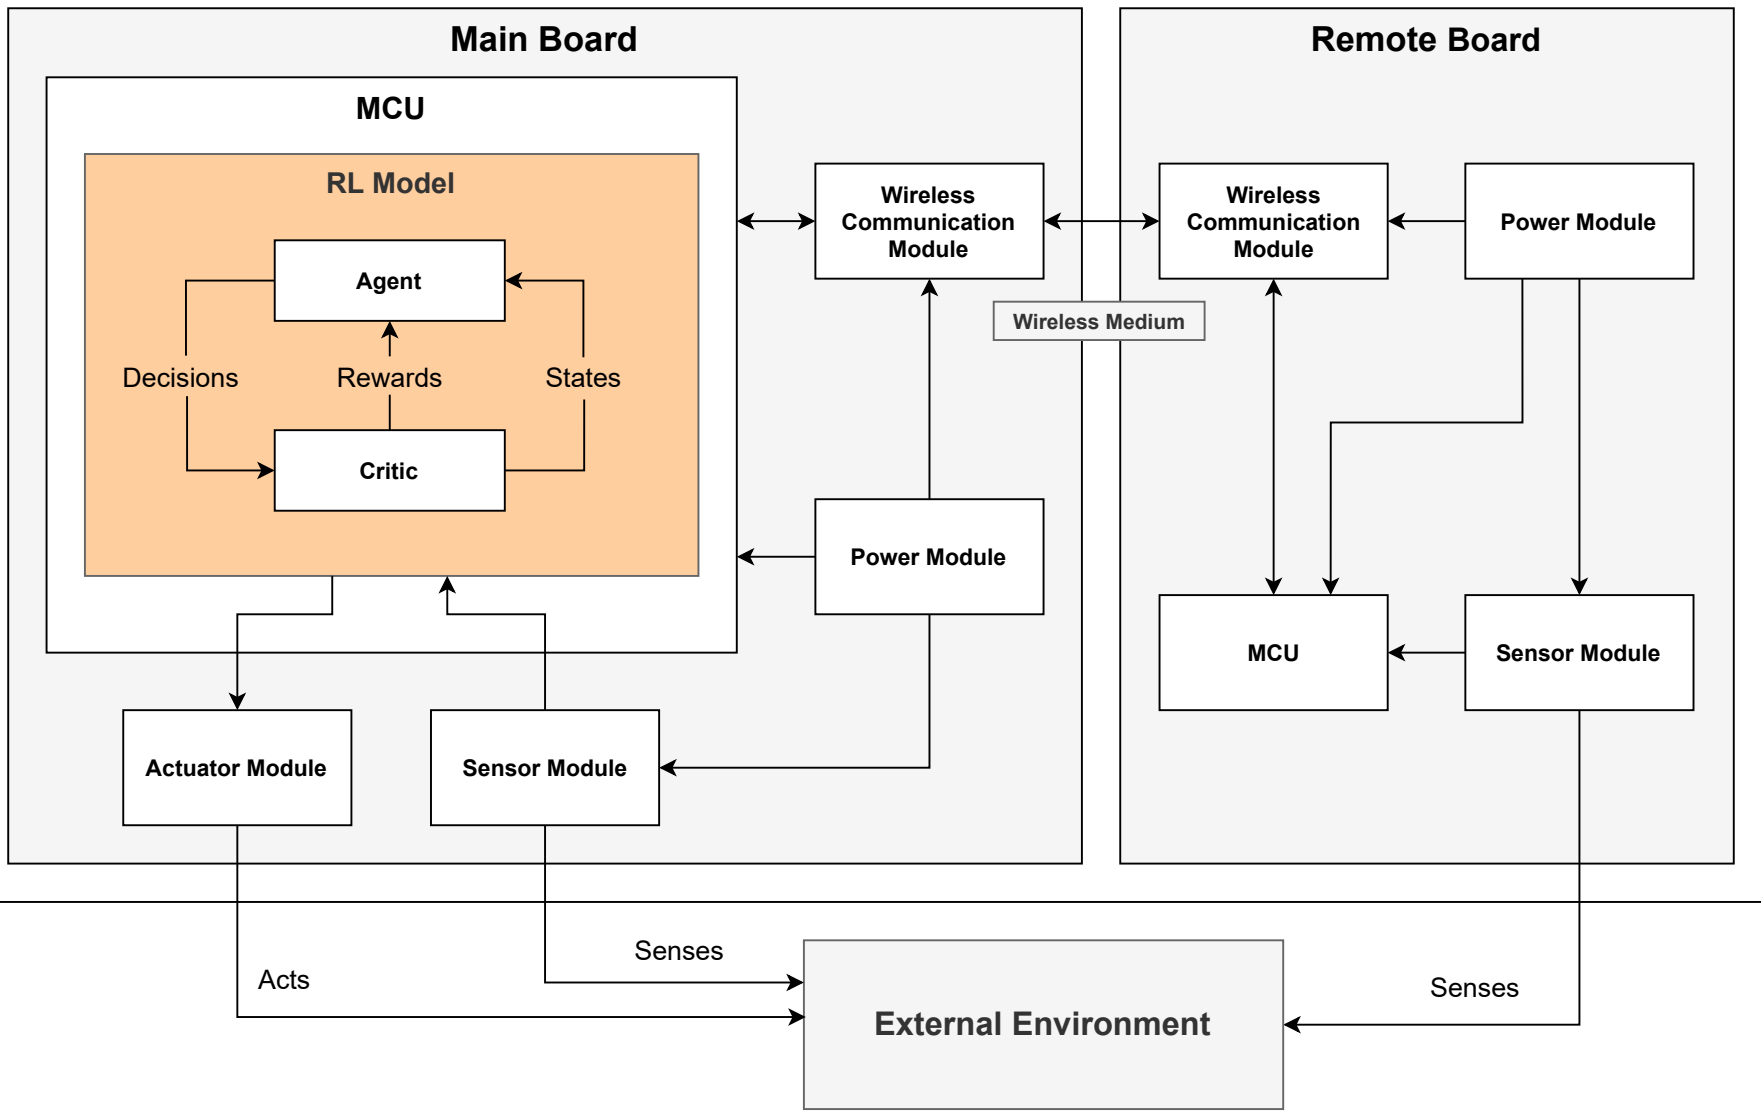 Main Board
MCU
RL Model
Agent
Decisions
Rewards
States
Critic
Wireless
Communication
Module
Power Module
Actuator Module
Sensor Module
Wireless Medium
Remote Board
Wireless
Communication
Module
Power Module
MCU
Sensor Module
Acts
Senses
External Environment
Senses